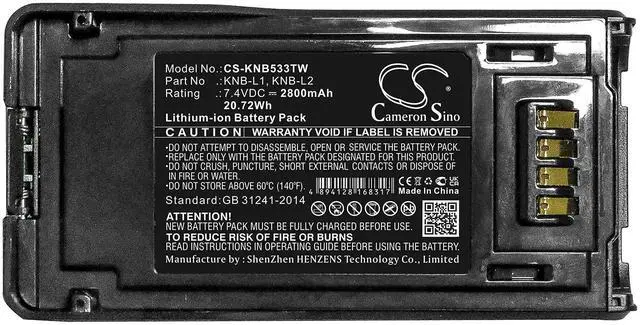 Model No.:CS-KNB533TW
Part No :KNB-L1, KNB-L2
Rating :7.4VDC ⎓ 2800mAh
20.72Wh
Lithium-ion Battery Pack
CS
Cameron Sino
CAUTION WARRANTY VOID IF LABEL IS REMOVED
•DO NOT ATTEMPT TO DISASSEMBLE, OPEN OR SERVICE BATTERY.
•REPLACE ONLY WITH THE SAME BATTERY PACK DESIGNATED FOR THIS PRODUCT.
•DO NOT CRUSH, PUNCTURE, SHORT EXTERNAL CONTACTS OR DISPOSE
IN FIRE OR WATER.
•DO NOT STORE ABOVE 60°C (140°F).
Standard:GB 31241-2014
4894128168317
CE
Made In China
ATTENTION!
NEW BATTERY PACK MUST BE FULLY CHARGED BEFORE USE.
TO REDUCE RISK OF FIRE OR BURNS
READ INSTRUCTIONS IN OPERATING GUIDE BEFORE USING THE BATTERY.
Manufacture by : ShenZhen HENZENS Technology Co., Limited